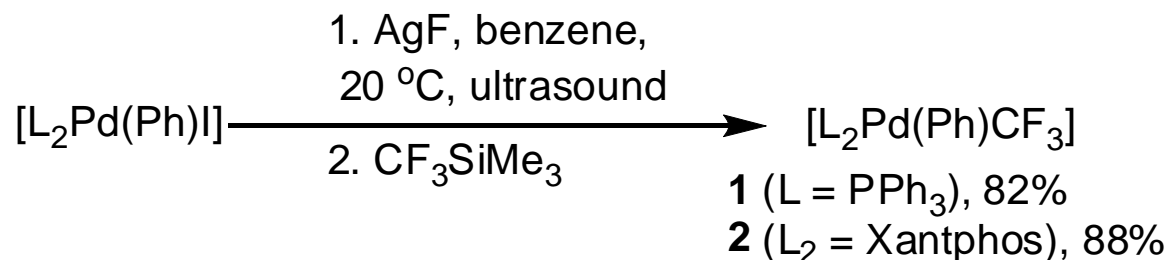 1. AgF, benzene,
20 °C, ultrasound
[L₂Pd(Ph)I]
[L₂Pd(Ph)CF₃]
2. CF₃SiMe₃
1 (L = PPh₃), 82%
2 (L₂ = Xantphos), 88%